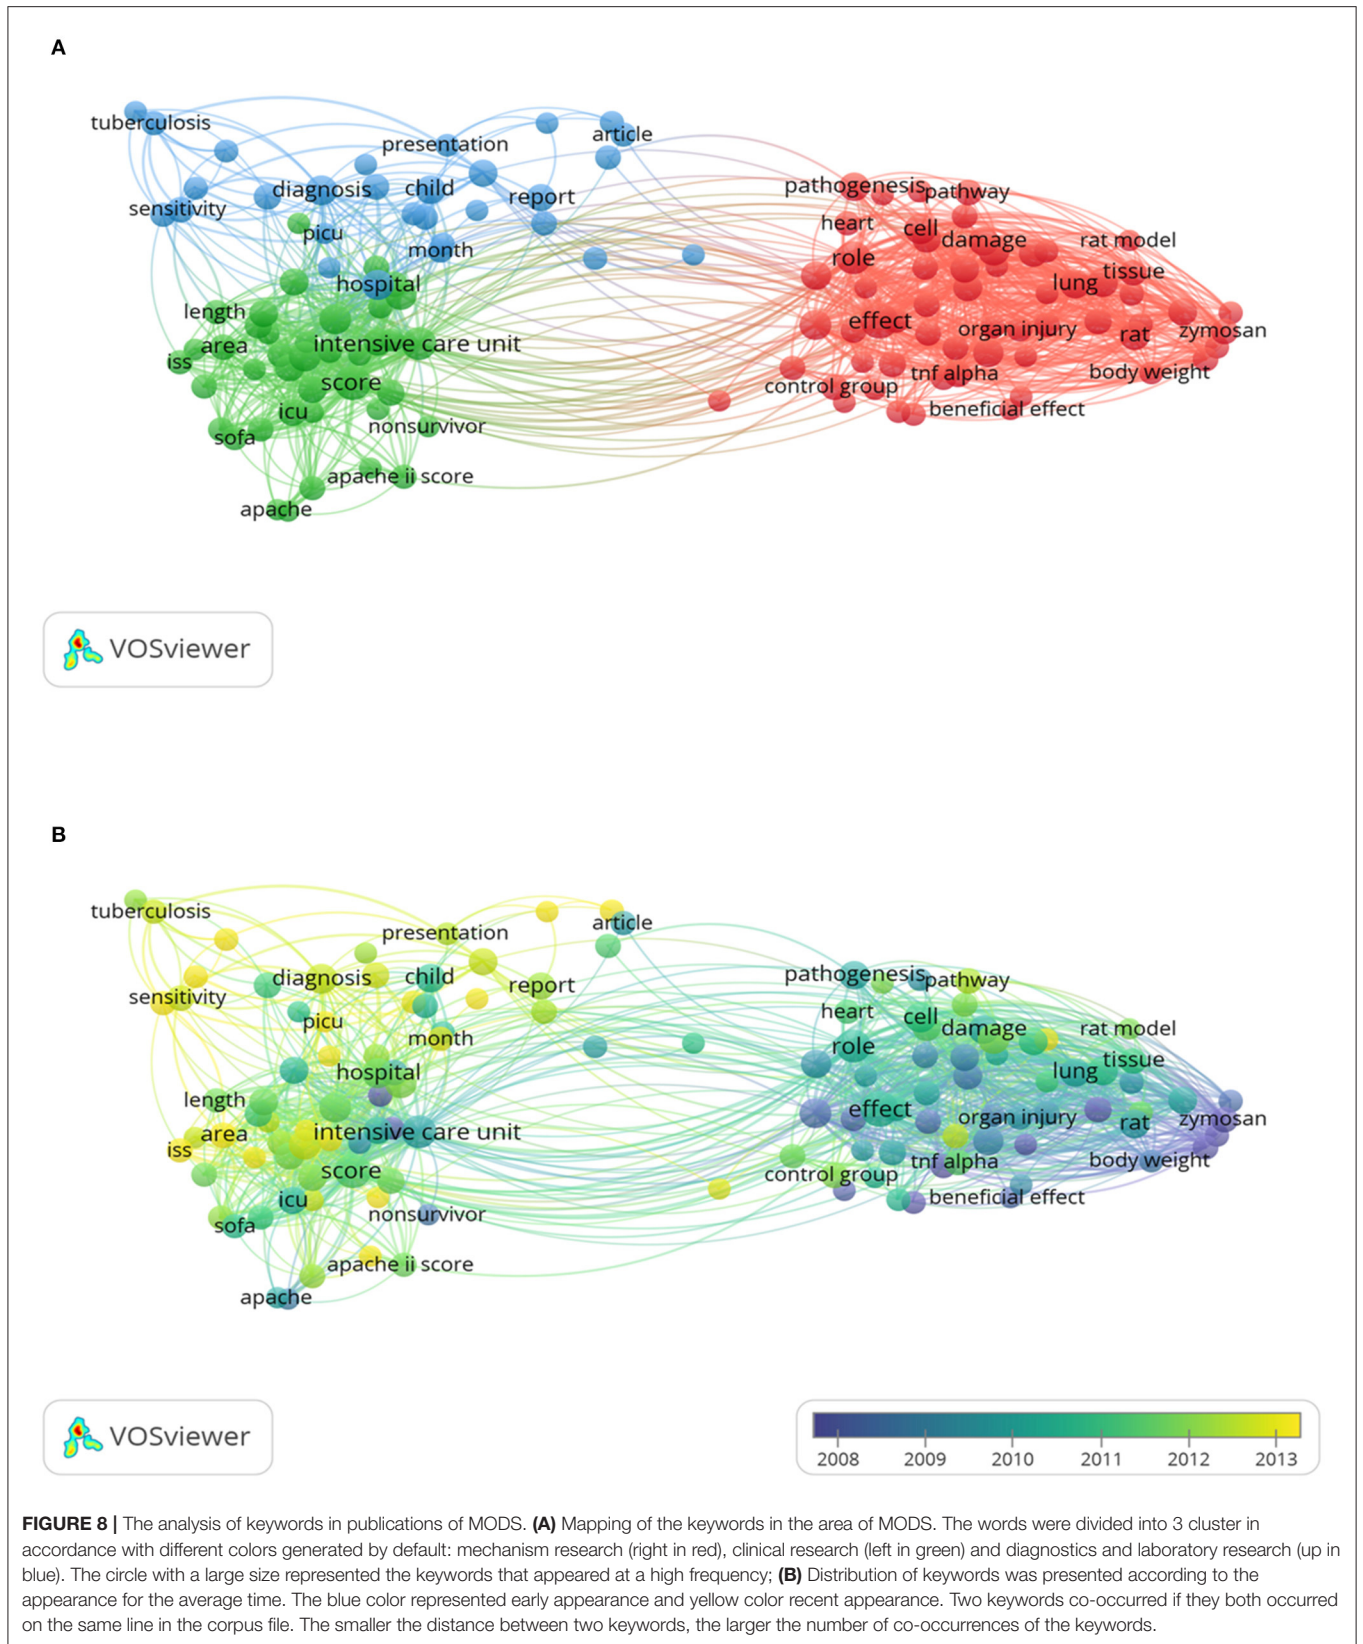 A
tuberculosis
article
presentation
pathogenesis
pathway
diagnosis
child
report
sensitivity
heart
cell
picu
damage
rat model
month
role
tissue
hospital
lung
length
effect
organ injury
zymosan
intensive care unit
area
rat
iss
tnf alpha
body weight
score
control group
icu
beneficial effect
nonsurvivor
sofa
apache ii score
apache
VOSviewer
B
tuberculosis
article
presentation
pathogenesis
pathway
diagnosis
child
report
sensitivity
heart
cell
picu
damage
rat model
month
role
tissue
hospital
lung
length
effect
organ injury
zymosan
intensive care unit
area
rat
iss
tnf alpha
body weight
score
control group
icu
beneficial effect
nonsurvivor
sofa
apache ii score
apache
VOSviewer
2008 2009 2010 2011 2012 2013
FIGURE 8 | The analysis of keywords in publications of MODS. (A) Mapping of the keywords in the area of MODS. The words were divided into 3 cluster in
accordance with different colors generated by default: mechanism research (right in red), clinical research (left in green) and diagnostics and laboratory research (up in
blue). The circle with a large size represented the keywords that appeared at a high frequency; (B) Distribution of keywords was presented according to the
appearance for the average time. The blue color represented early appearance and yellow color recent appearance. Two keywords co-occurred if they both occurred
on the same line in the corpus file. The smaller the distance between two keywords, the larger the number of co-occurrences of the keywords.